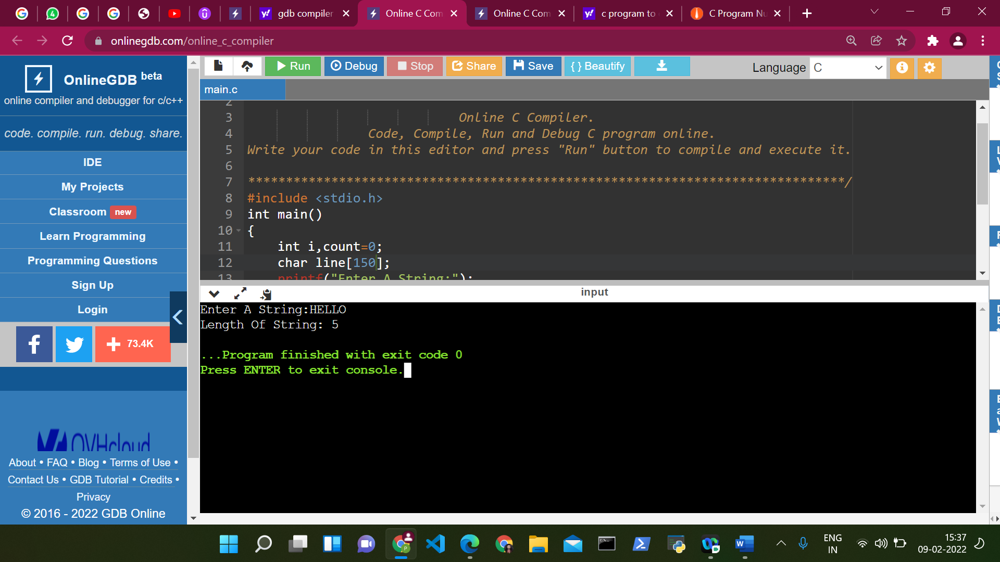 gdb compiler
Online C Com
Online C Com
c program to
C Program Nu
onlinegdb.com/online_c_compiler
OnlineGDB beta
online compiler and debugger for c/c++
code. compile. run. debug. share.
IDE
My Projects
Classroom new
Learn Programming
Programming Questions
Sign Up
Login
73.4K
OVHcloud
About • FAQ • Blog • Terms of Use •
Contact Us • GDB Tutorial • Credits •
Privacy
© 2016 - 2022 GDB Online
Run Debug Stop Share Save { } Beautify
Language C
main.c
2
3 Online C Compiler.
4 Code, Compile, Run and Debug C program online.
5 Write your code in this editor and press "Run" button to compile and execute it.
6
7 *******************************************************************************/
8 #include <stdio.h>
9 int main()
10 {
11 int i,count=0;
12 char line[150];
13 printf("Enter A String:");
input
Enter A String:HELLO
Length Of String: 5
...Program finished with exit code 0
Press ENTER to exit console.
ENG
IN
15:37
09-02-2022